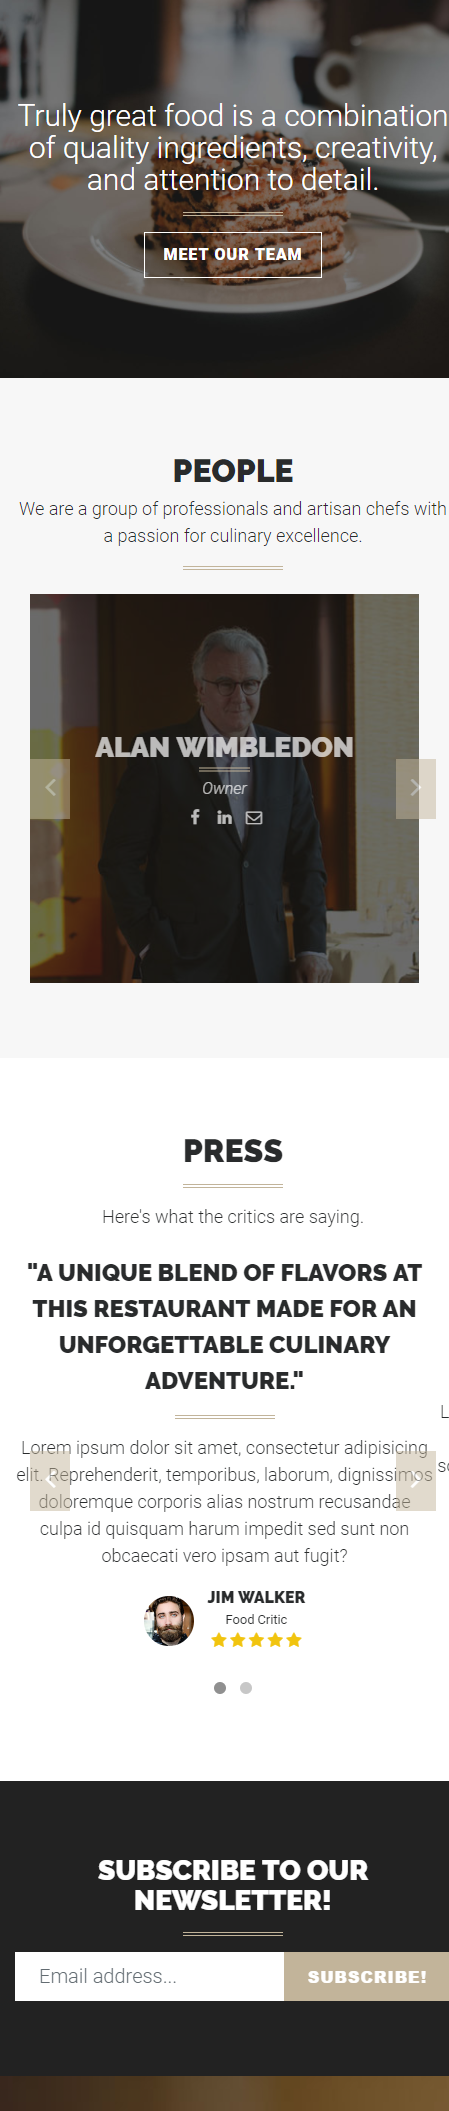 Truly great food is a combination
of quality ingredients, creativity,
and attention to detail.
MEET OUR TEAM
PEOPLE
We are a group of professionals and artisan chefs with
a passion for culinary excellence.
ALAN WIMBLEDON
Owner
PRESS
Here's what the critics are saying.
"A UNIQUE BLEND OF FLAVORS AT
THIS RESTAURANT MADE FOR AN
UNFORGETTABLE CULINARY
ADVENTURE."
Lorem ipsum dolor sit amet, consectetur adipisicing
elit. Reprehenderit, temporibus, laborum, dignissimos
doloremque corporis alias nostrum recusandae
culpa id quisquam harum impedit sed sunt non
obcaecati vero ipsam aut fugit?
JIM WALKER
Food Critic
SUBSCRIBE TO OUR
NEWSLETTER!
Email address...
SUBSCRIBE!